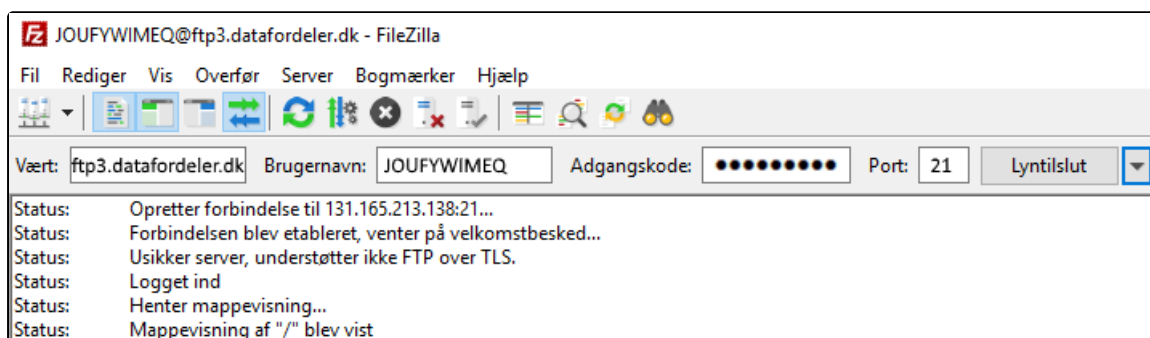 JOUFYWIMEQ@ftp3.datafordeler.dk - FileZilla
Fil Rediger Vis Overfør Server Bogmærker Hjælp
Vært: ftp3.datafordeler.dk Brugernavn: JOUFYWIMEQ Adgangskode: ●●●●●●●●● Port: 21 Lyntilslut
Status: Opretter forbindelse til 131.165.213.138:21...
Status: Forbindelsen blev etableret, venter på velkomstbesked...
Status: Usikker server, understøtter ikke FTP over TLS.
Status: Logget ind
Status: Henter mappevisning...
Status: Mappevisning af "/" blev vist